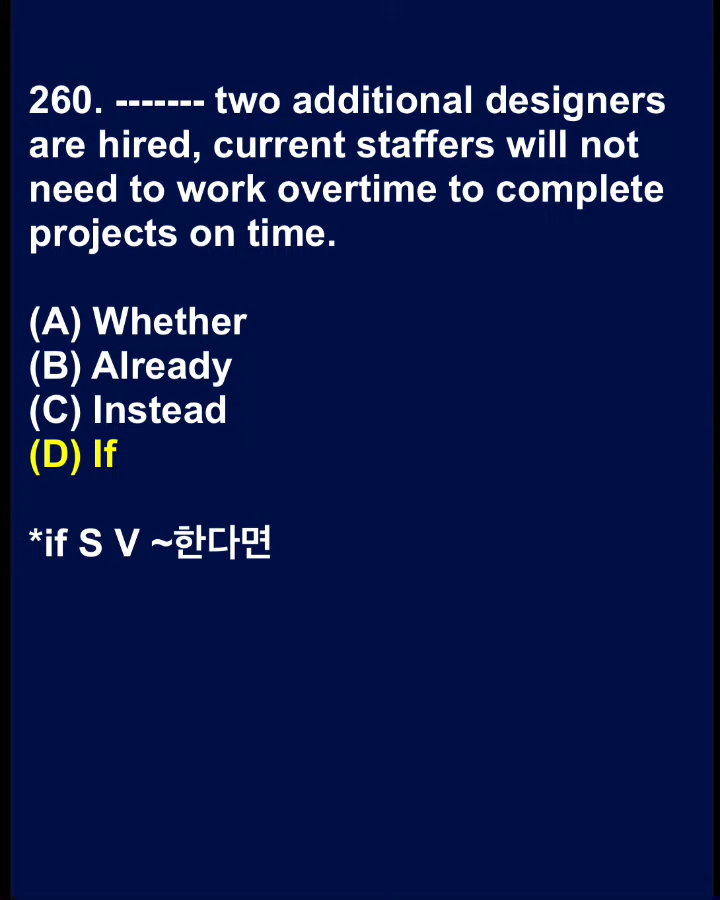 260. ------- two additional designers
are hired, current staffers will not
need to work overtime to complete
projects on time.
(A) Whether
(B) Already
(C) Instead
(D) If
*if S V ~한다면